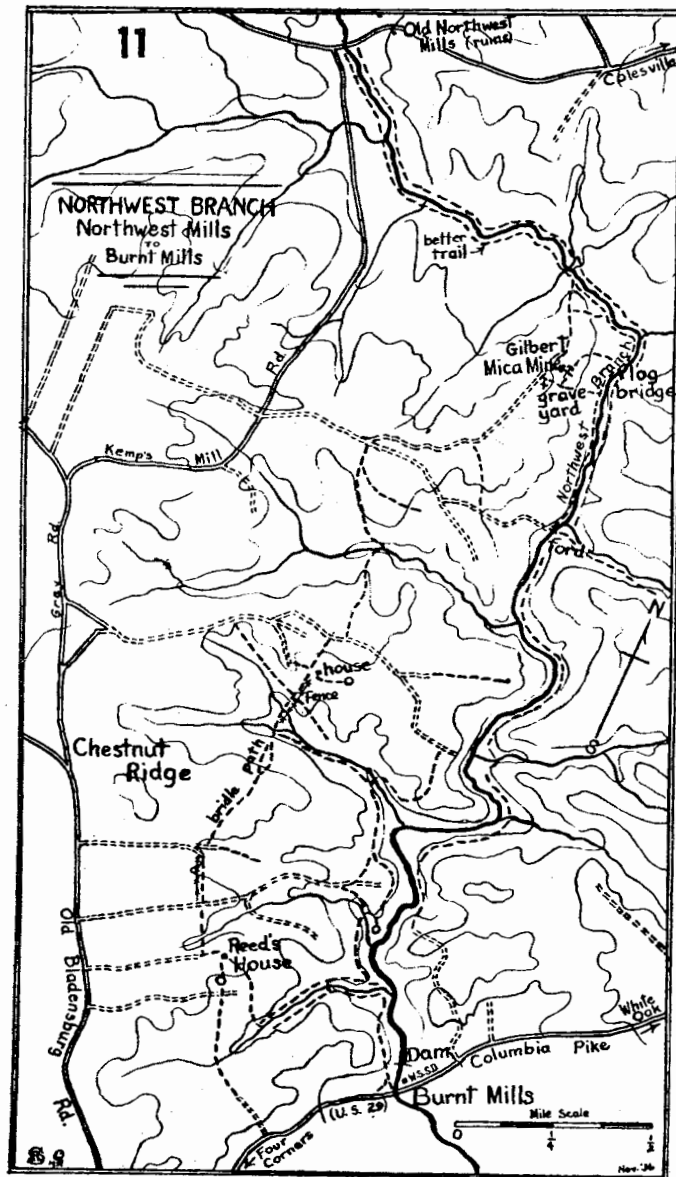 11
Old Northwest
Mills (ruins)
Colesville
NORTHWEST BRANCH
Northwest Mills
TO
Burnt Mills
better
trail
Rd.
Gilbert
Mica Mine
grave-
yard
log
bridge
Northwest Branch
Kemp's Mill
ford
Gray Rd
N
S
house
Fence
Chestnut
Ridge
bridle path
Reed's
House
Old Bladensburg Rd.
Dam
W.S.S.D
Columbia Pike
White
Oak
Burnt Mills
(U.S. 29)
Four
Corners
Mile Scale
0 1/4 1/2
Nov. '36